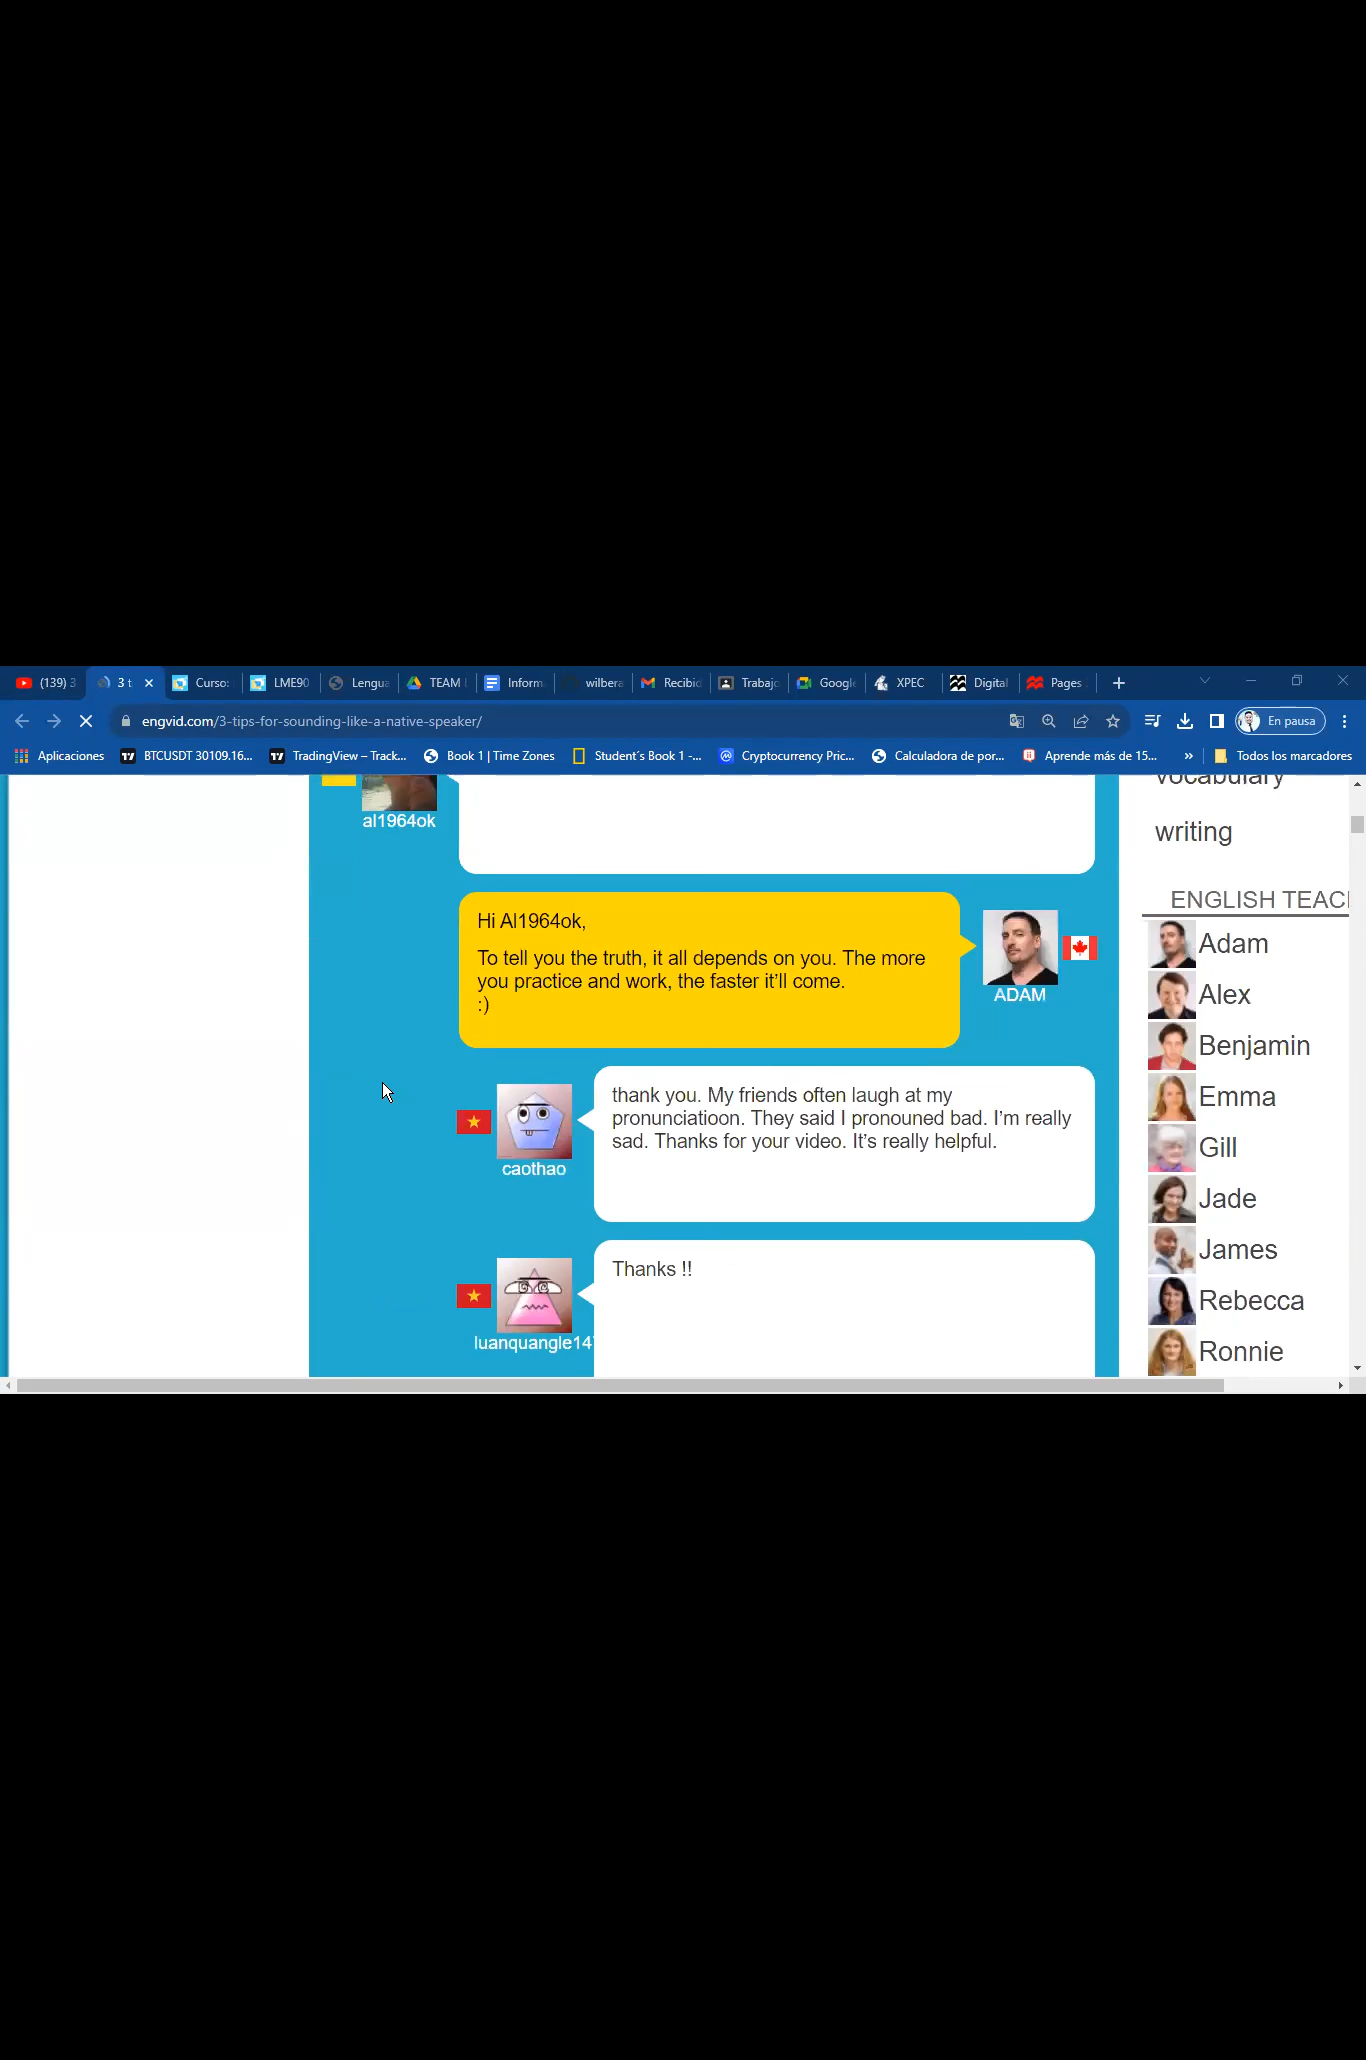 (139) 3
3 t
Curso:
LME90
Lengua
TEAM
Inform
wilbera
Recibid
Trabajo
Google
XPEC
Digital
Pages
engvid.com/3-tips-for-sounding-like-a-native-speaker/
En pausa
Aplicaciones
BTCUSDT 30109.16...
TradingView – Track...
Book 1 | Time Zones
Student´s Book 1 -...
Cryptocurrency Pric...
Calculadora de por...
Aprende más de 15...
»
Todos los marcadores
al1964ok
Hi Al1964ok,
To tell you the truth, it all depends on you. The more
you practice and work, the faster it’ll come.
:)
ADAM
thank you. My friends often laugh at my
pronunciatioon. They said I pronouned bad. I’m really
sad. Thanks for your video. It’s really helpful.
caothao
Thanks !!
luanquangle14
vocabulary
writing
ENGLISH TEAC
Adam
Alex
Benjamin
Emma
Gill
Jade
James
Rebecca
Ronnie